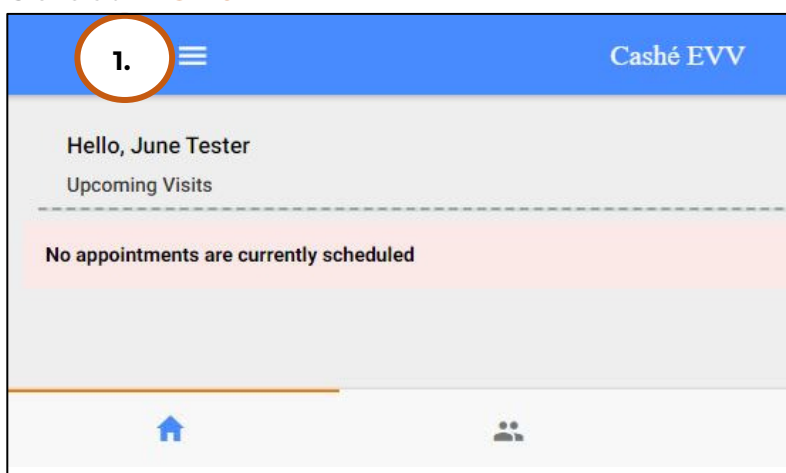 1.
Cashé EVV
Hello, June Tester
Upcoming Visits
No appointments are currently scheduled